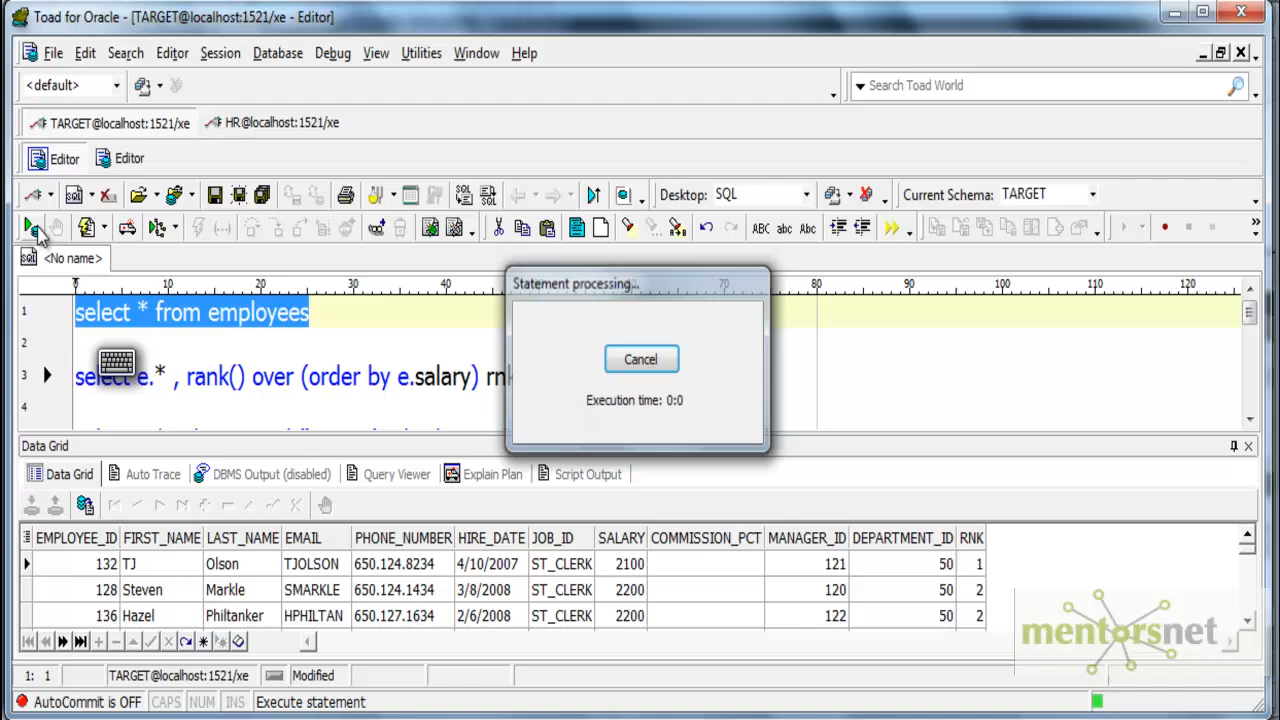 Toad for Oracle - [TARGET@localhost:1521/xe - Editor]
File Edit Search Editor Session Database Debug View Utilities Window Help
<default> Search Toad World
TARGET@localhost:1521/xe HR@localhost:1521/xe
Editor Editor
SQL Desktop: SQL Current Schema: TARGET
ABC abc Abc
SQL <No name>
0 10 20 30 40 70 80 90 100 110 120
1 select * from employees
2
3 select e.* , rank() over (order by e.salary) rn
4
Statement processing...
Cancel
Execution time: 0:0
Data Grid
Data Grid Auto Trace DBMS Output (disabled) Query Viewer Explain Plan Script Output
EMPLOYEE_ID FIRST_NAME LAST_NAME EMAIL PHONE_NUMBER HIRE_DATE JOB_ID SALARY COMMISSION_PCT MANAGER_ID DEPARTMENT_ID RNK
132 TJ Olson TJOLSON 650.124.8234 4/10/2007 ST_CLERK 2100 121 50 1
128 Steven Markle SMARKLE 650.124.1434 3/8/2008 ST_CLERK 2200 120 50 2
136 Hazel Philtanker HPHILTAN 650.127.1634 2/6/2008 ST_CLERK 2200 122 50 2
mentorsnet
1: 1 TARGET@localhost:1521/xe Modified
AutoCommit is OFF CAPS NUM INS Execute statement